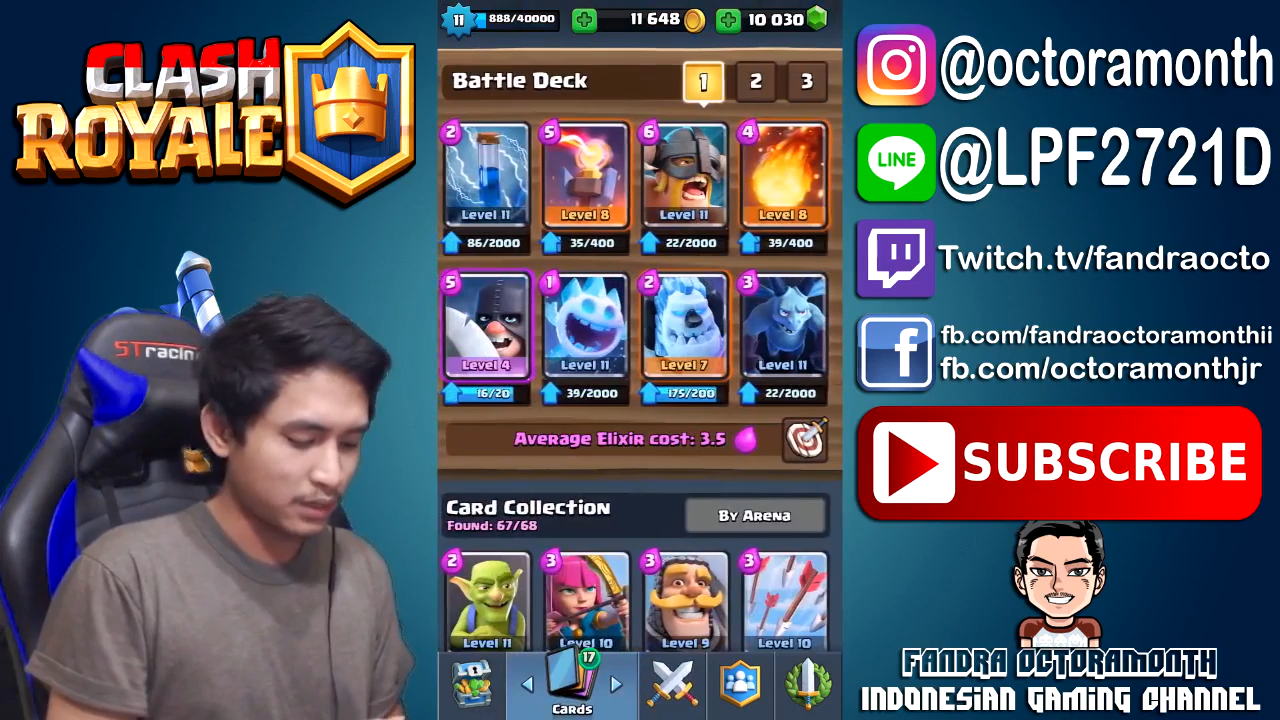 CLASH
ROYALE
STracin
11
888/40000
11 648
10 030
Battle Deck
1
2
3
2
5
6
4
Level 11
Level 8
Level 11
Level 8
86/2000
35/400
22/2000
39/400
5
1
2
3
Level 4
Level 11
Level 7
Level 11
16/20
39/2000
175/200
22/2000
Average Elixir cost: 3.5
Card Collection
Found: 67/68
By Arena
2
3
3
3
Level 11
Level 10
Level 9
Level 10
17
Cards
@octoramonth
LINE
@LPF2721D
Twitch.tv/fandraocto
f
fb.com/fandraoctoramonthii
fb.com/octoramonthjr
SUBSCRIBE
FANDRA OCTORAMONTH
INDONESIAN GAMING CHANNEL